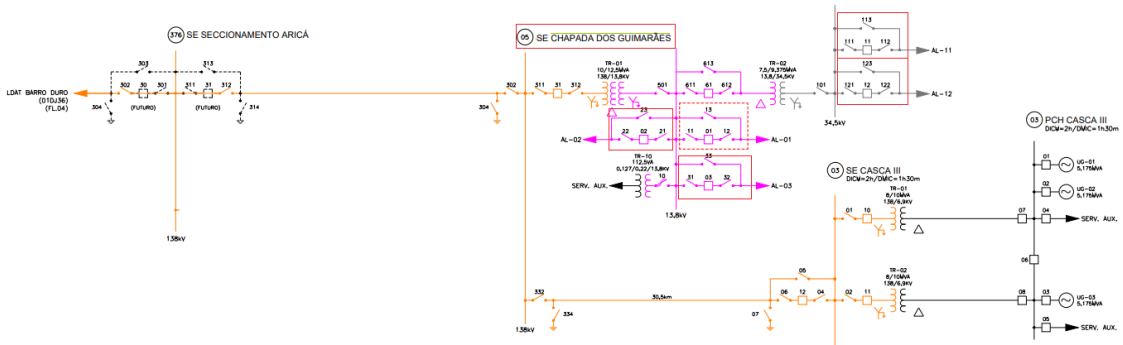 376 SE SECCIONAMENTO ARICÁ
303
313
LDAT BARRO DURO
(01DJ36)
(FL.04)
302
30
301
311
31
312
304
(FUTURO)
(FUTURO)
314
138kV
05 SE CHAPADA DOS GUIMARÃES
302
304
311
31
312
TR-01
10/12,5MVA
138/13,8KV
501
613
611
61
612
TR-02
7,5/9,375MVA
13,8/34,5KV
101
113
111
11
112
AL-11
123
121
12
122
AL-12
34,5kV
23
AL-02
22
02
21
13
11
01
12
AL-01
TR-10
112,5VA
0,127/0,22/13,8KV
SERV. AUX.
10
33
31
03
32
AL-03
13,8kV
332
334
138kV
30,5km
07
05
06
12
04
03 SE CASCA III
DICM=2h/DMIC=1h30m
01
10
TR-01
8/10MVA
138/6,9KV
02
11
TR-02
8/10MVA
138/6,9KV
03 PCH CASCA III
DICM=2h/DMIC=1h30m
01
UG-01
5,175MVA
02
UG-02
5,175MVA
07
04
SERV. AUX.
06
08
03
UG-03
5,175MVA
05
SERV. AUX.